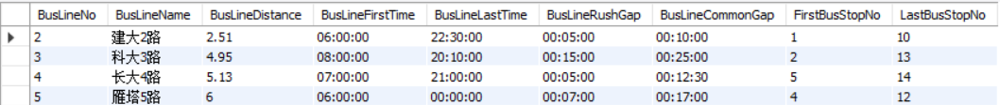 BusLineNo BusLineName BusLineDistance BusLineFirstTime BusLineLastTime BusLineRushGap BusLineCommonGap FirstBusStopNo LastBusStopNo
2 建大2路 2.51 06:00:00 22:30:00 00:05:00 00:10:00 1 10
3 科大3路 4.95 08:00:00 20:10:00 00:15:00 00:25:00 2 13
4 长大4路 5.13 07:00:00 21:00:00 00:05:00 00:12:30 5 14
5 雁塔5路 6 06:00:00 00:00:00 00:07:00 00:17:00 4 12